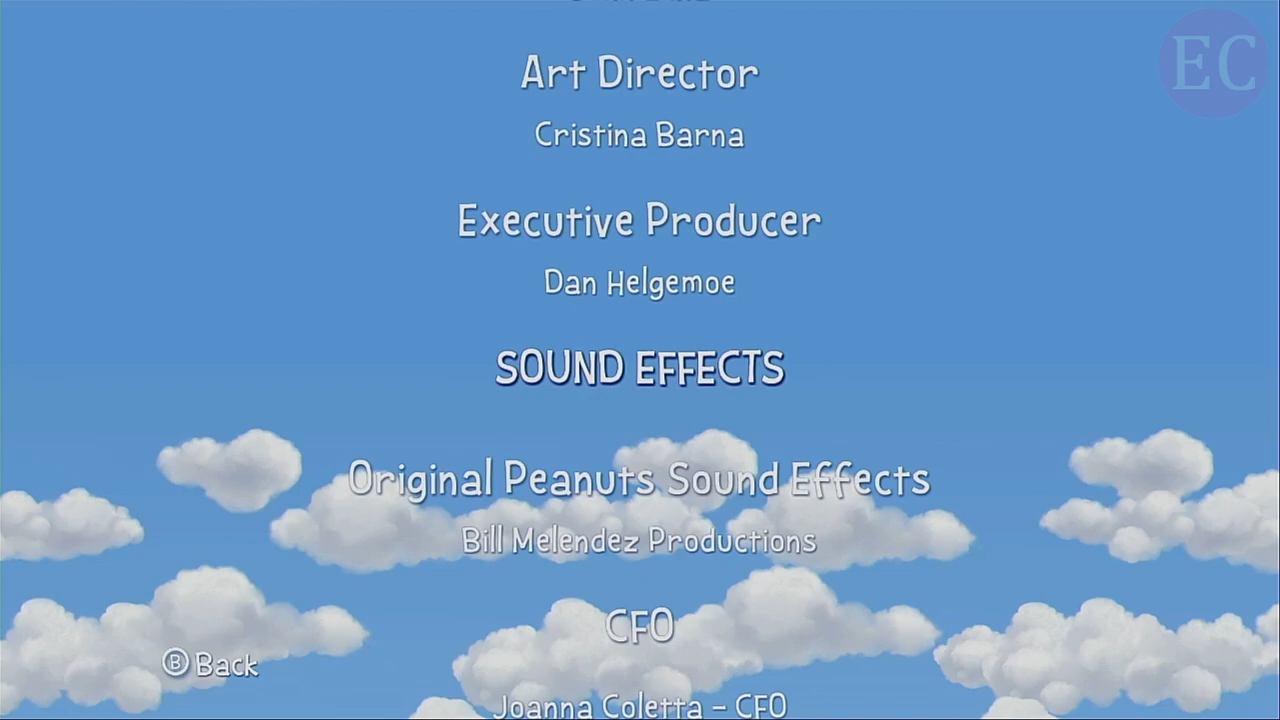 EC
Art Director
Cristina Barna
Executive Producer
Dan Helgemoe
SOUND EFFECTS
Original Peanuts Sound Effects
Bill Melendez Productions
CFO
B Back
Joanna Coletta - CFO